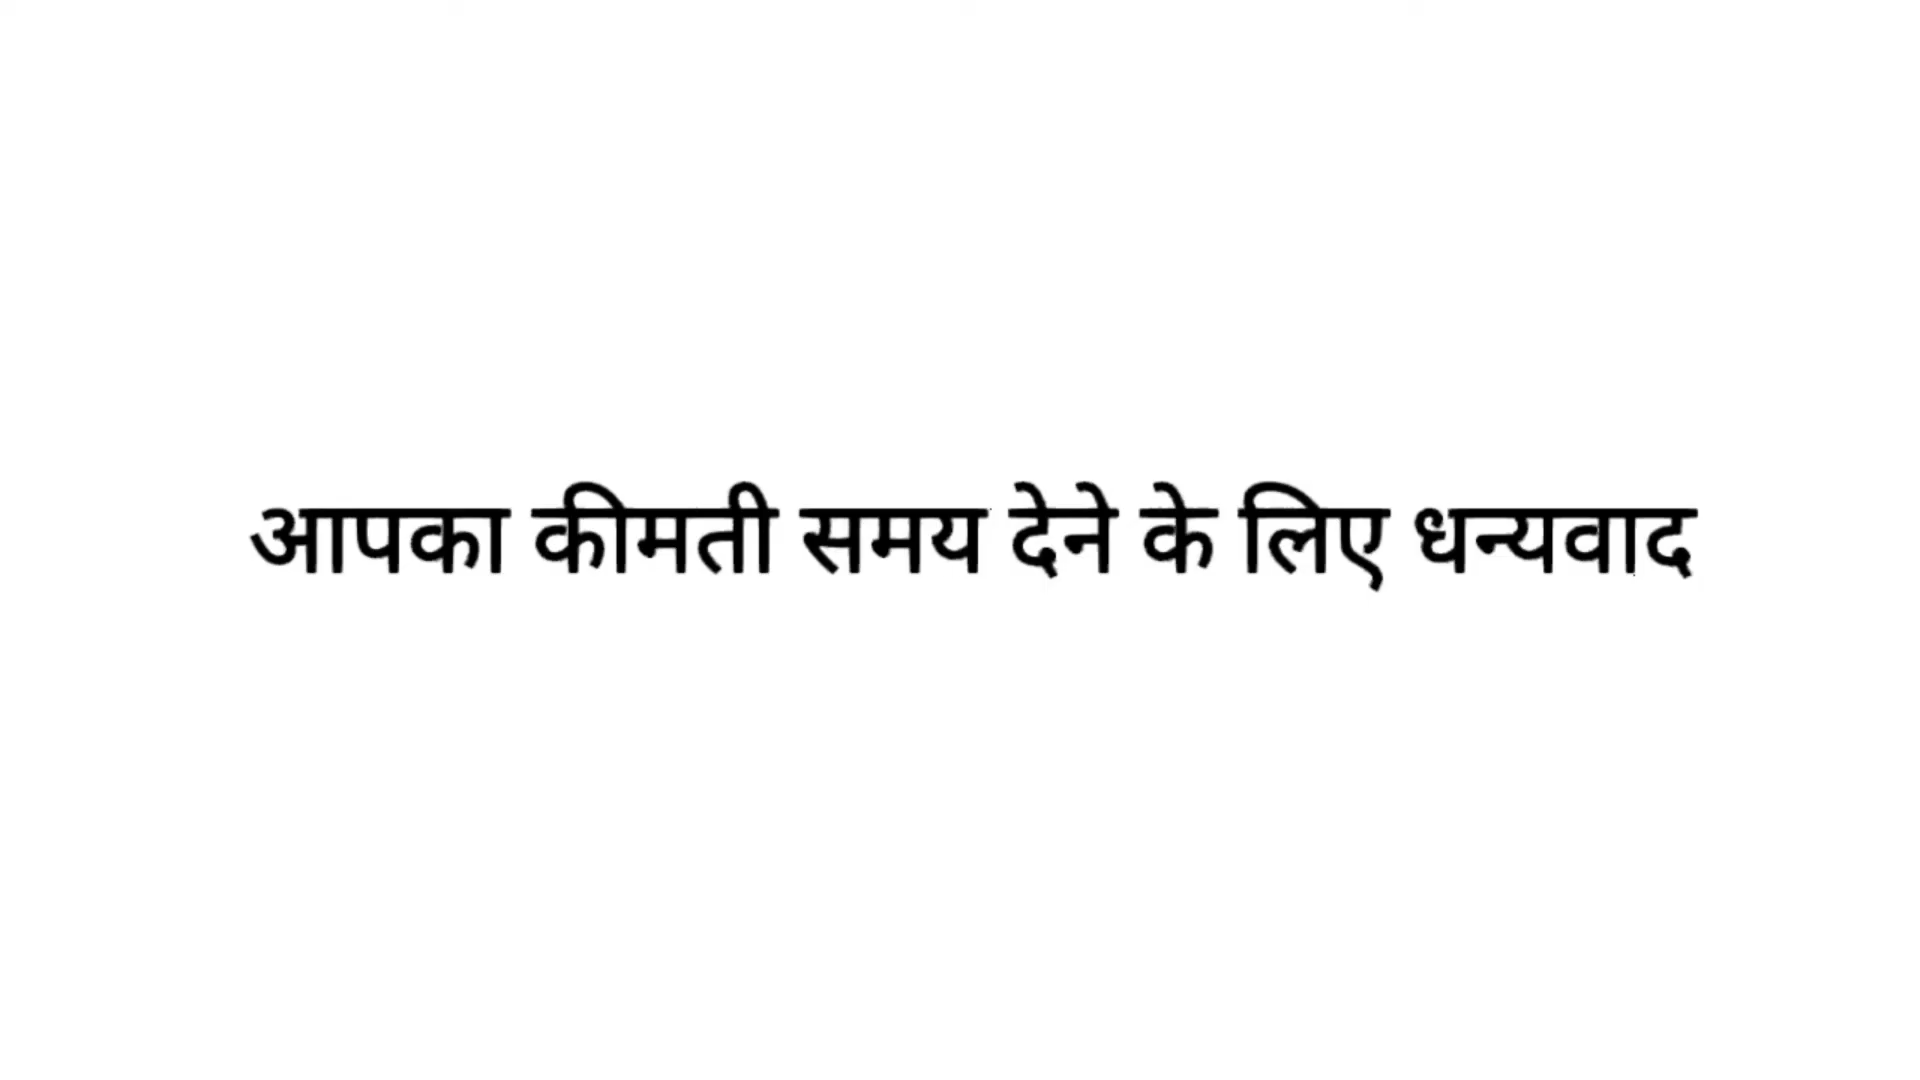 आपका कीमती समय देने के लिए धन्यवाद